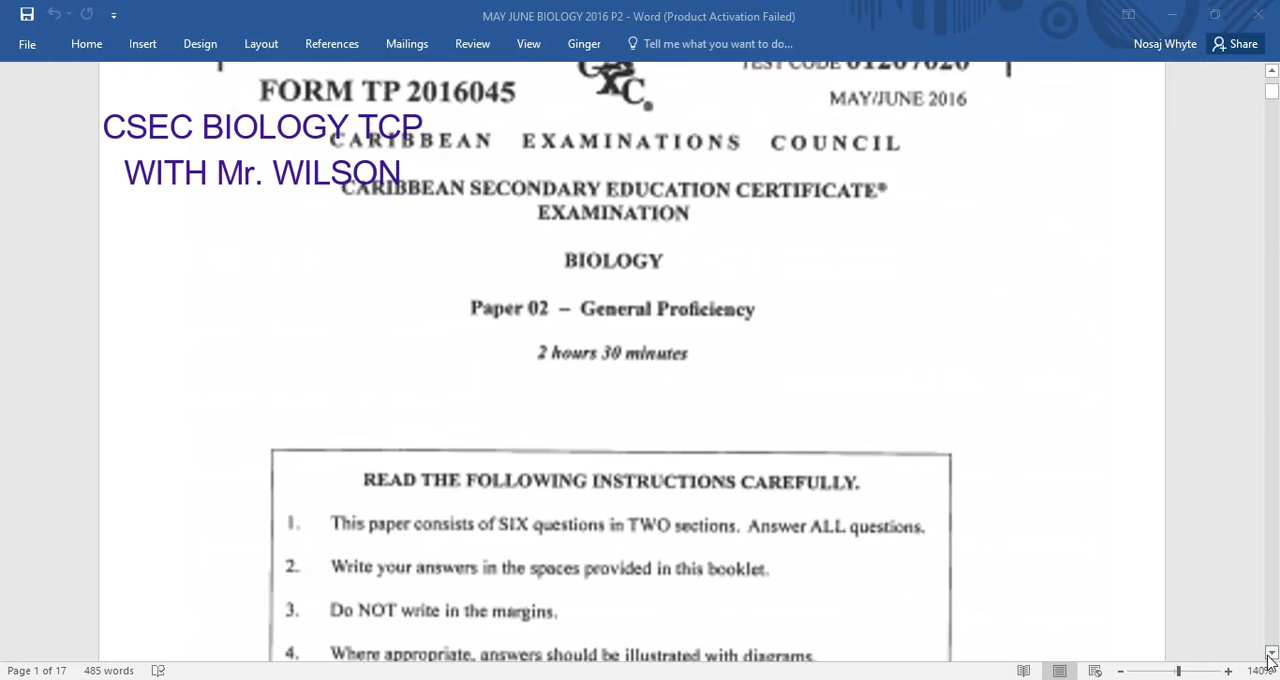 MAY JUNE BIOLOGY 2016 P2 - Word (Product Activation Failed)
File Home Insert Design Layout References Mailings Review View Ginger Tell me what you want to do... Nosaj Whyte Share
TEST CODE 01207020
FORM TP 2016045
CXC
MAY/JUNE 2016
CSEC BIOLOGY TCP
WITH Mr. WILSON
CARIBBEAN EXAMINATIONS COUNCIL
CARIBBEAN SECONDARY EDUCATION CERTIFICATE®
EXAMINATION
BIOLOGY
Paper 02 – General Proficiency
2 hours 30 minutes
READ THE FOLLOWING INSTRUCTIONS CAREFULLY.
1. This paper consists of SIX questions in TWO sections. Answer ALL questions.
2. Write your answers in the spaces provided in this booklet.
3. Do NOT write in the margins.
4. Where appropriate, answers should be illustrated with diagrams.
Page 1 of 17 485 words 140%